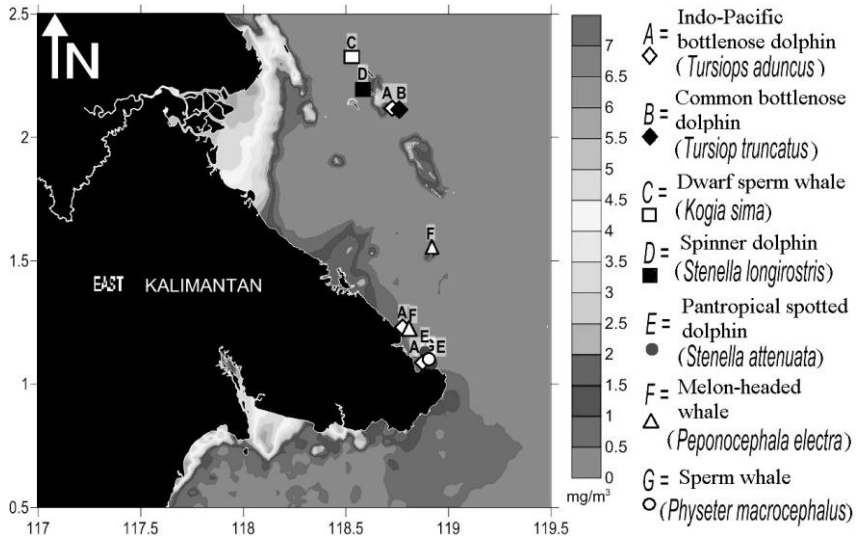 N
C
D
A B
F
A F
E
A G E
EAST KALIMANTAN
2.5
2
1.5
1
0.5
117
117.5
118
118.5
119
119.5
7
6.5
6
5.5
5
4.5
4
3.5
3
2.5
2
1.5
1
0.5
0
mg/m³
A = Indo-Pacific
bottlenose dolphin
(Tursiops aduncus)
B = Common bottlenose
dolphin
(Tursiop truncatus)
C = Dwarf sperm whale
(Kogia sima)
D = Spinner dolphin
(Stenella longirostris)
E = Pantropical spotted
dolphin
(Stenella attenuata)
F = Melon-headed
whale
(Peponocephala electra)
G = Sperm whale
(Physeter macrocephalus)